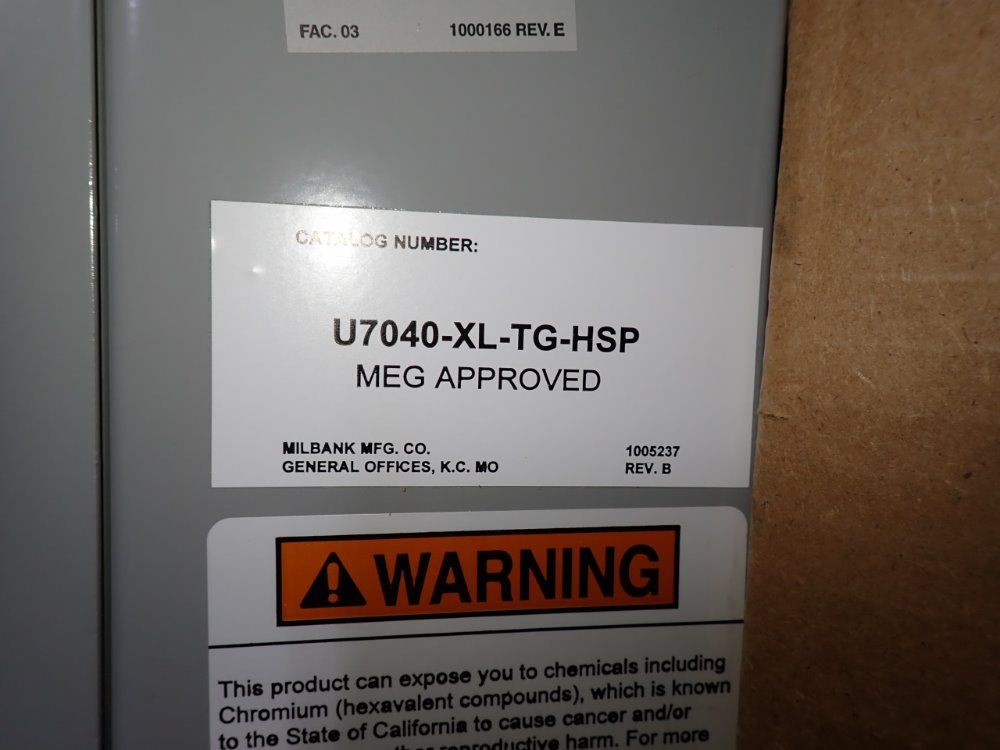 FAC. 03 1000166 REV. E
CATALOG NUMBER:
U7040-XL-TG-HSP
MEG APPROVED
MILBANK MFG. CO. 1005237
GENERAL OFFICES, K.C. MO REV. B
WARNING
This product can expose you to chemicals including
Chromium (hexavalent compounds), which is known
to the State of California to cause cancer and/or
reproductive harm. For more